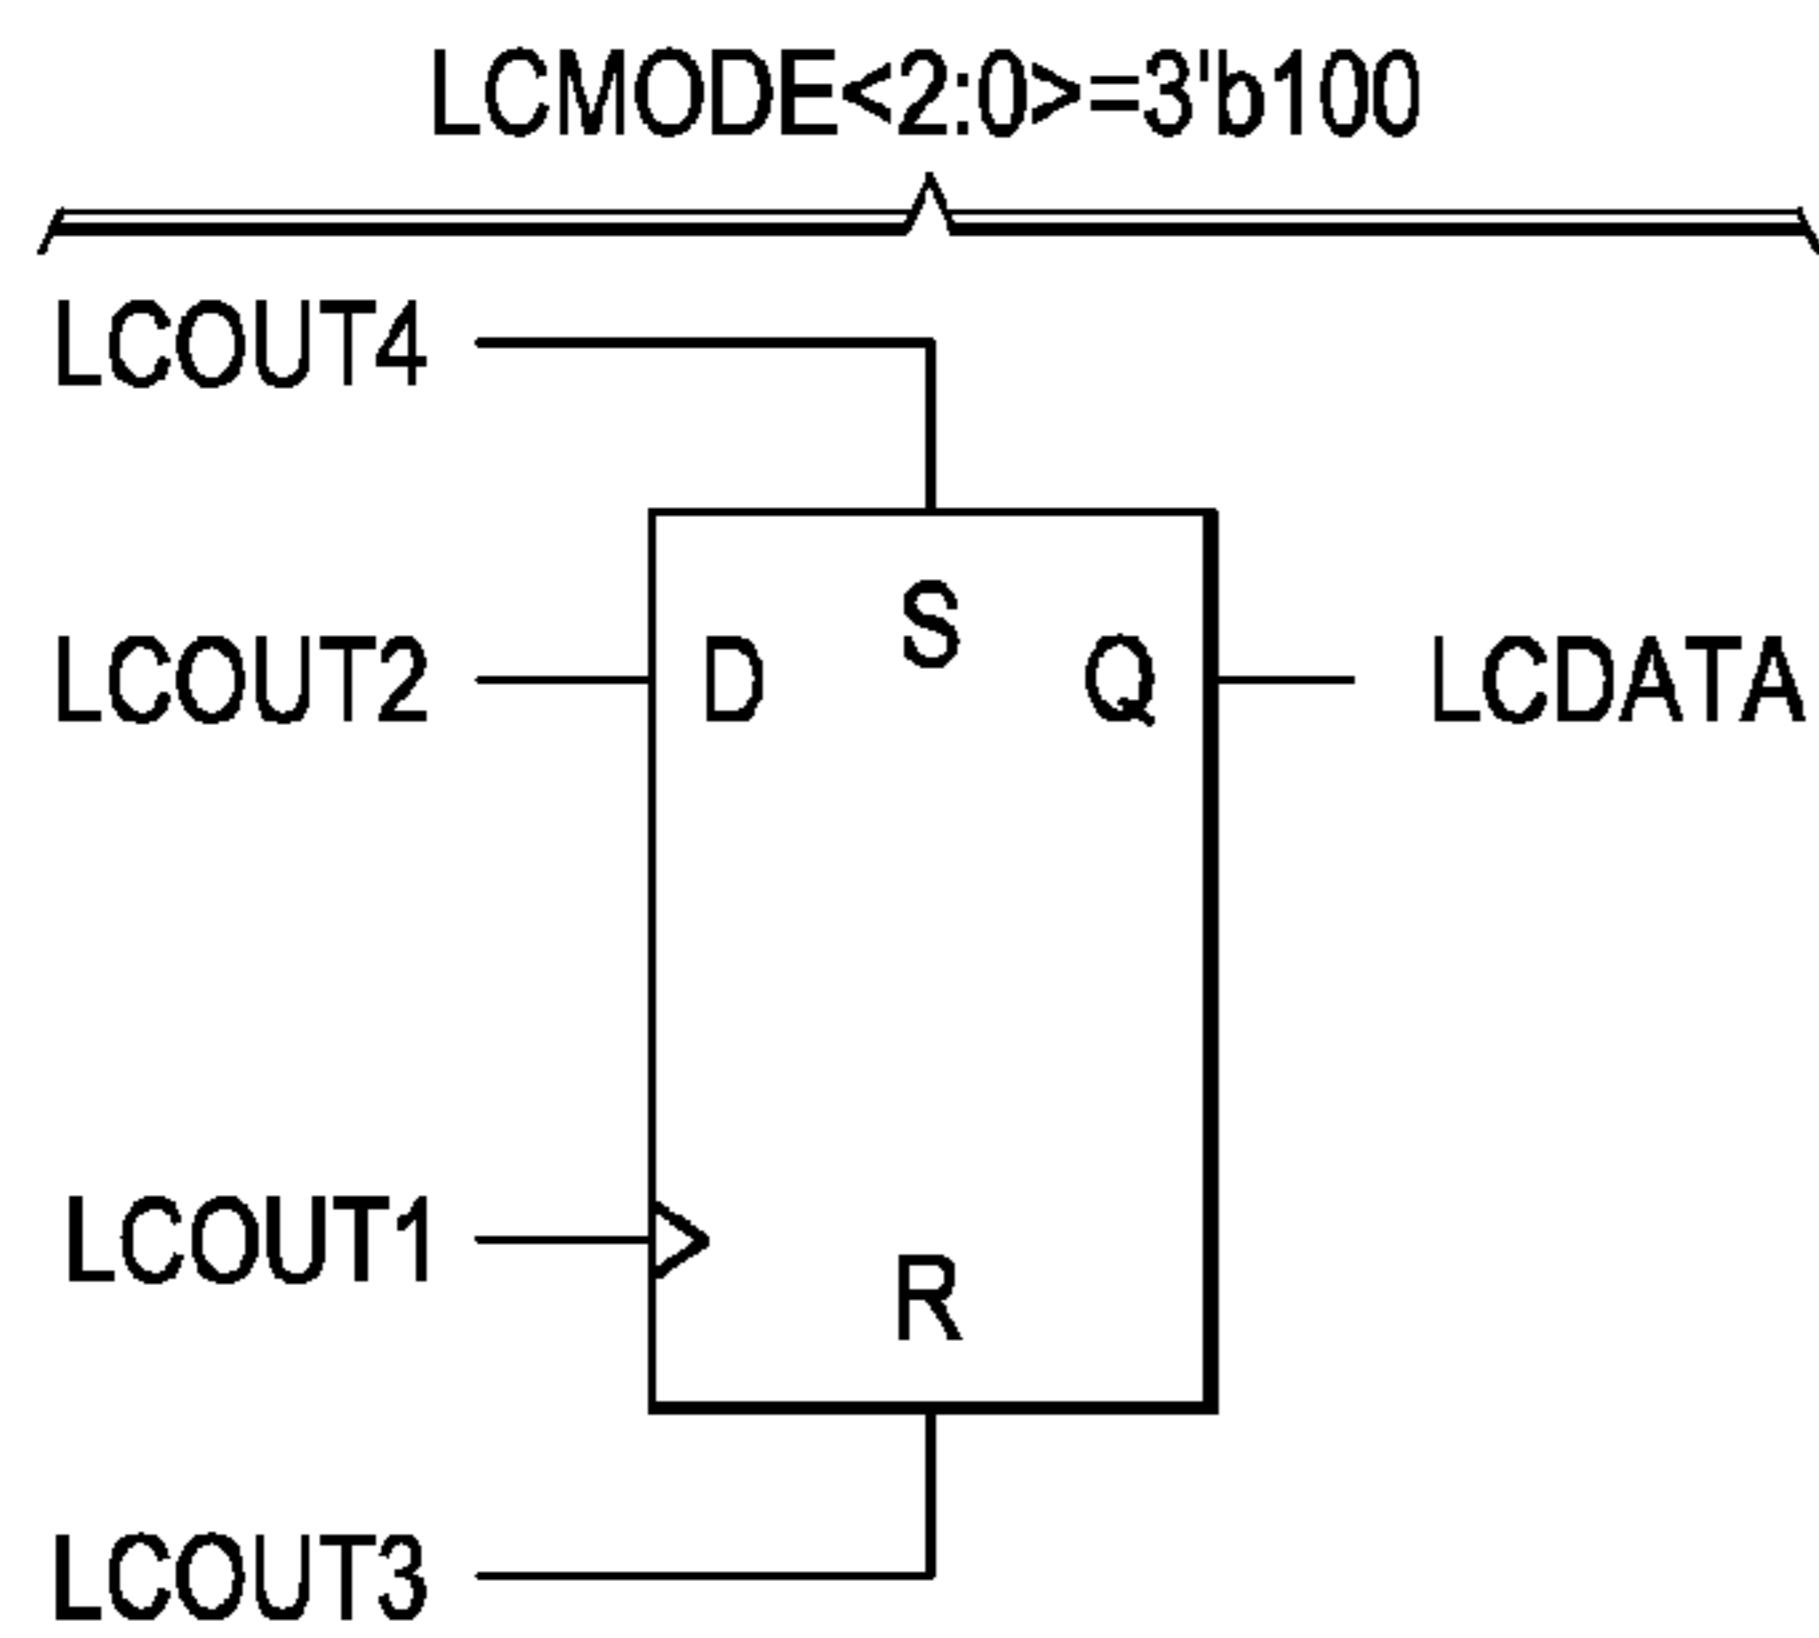 LCMODE<2:0>=3'b100
LCOUT4
S
LCOUT2 D Q LCDATA
LCOUT1
R
LCOUT3